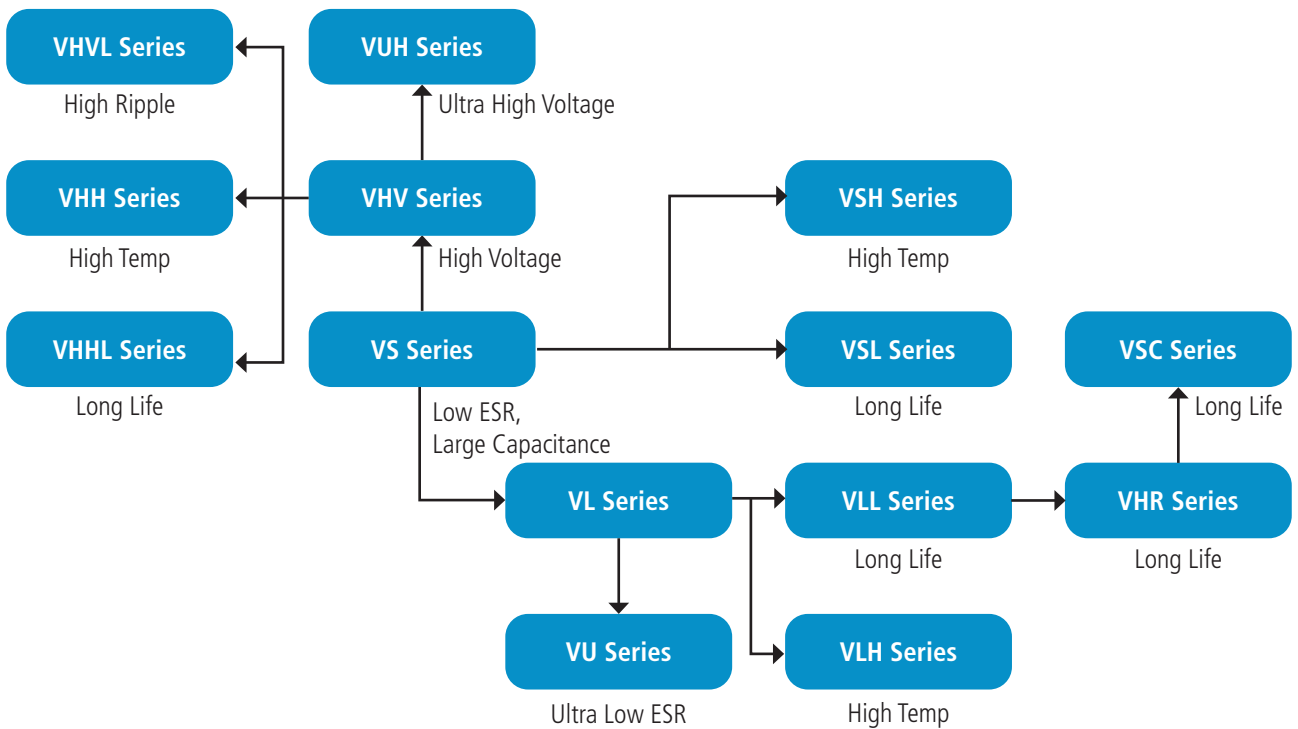 VHVL Series
VUH Series
High Ripple
Ultra High Voltage
VHH Series
VHV Series
VSH Series
High Temp
High Voltage
High Temp
VHHL Series
VS Series
VSL Series
VSC Series
Long Life
Low ESR,
Large Capacitance
Long Life
Long Life
VL Series
VLL Series
VHR Series
Long Life
Long Life
VU Series
VLH Series
Ultra Low ESR
High Temp